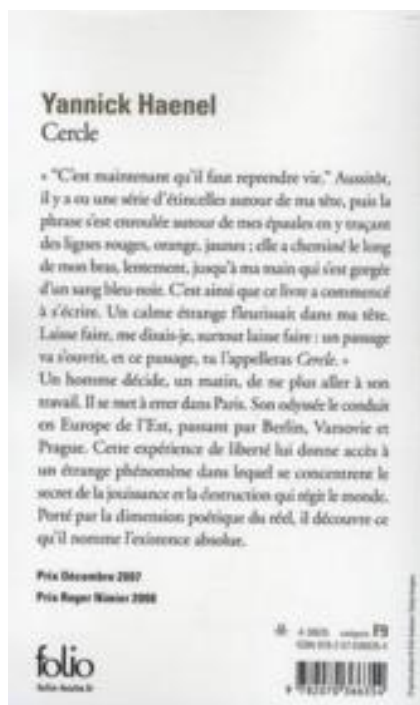 Yannick Haenel
Cercle
« "C'est maintenant qu'il faut reprendre vie." Aussitôt,
il y a eu une série d'étincelles autour de ma tête, puis la
phrase s'est enroulée autour de mes épaules en y traçant
des lignes rouges, orange, jaunes ; elle a cheminé le long
de mon bras, lentement, jusqu'à ma main qui s'est gorgée
d'un sang bleu-noir. C'est ainsi que ce livre a commencé
à s'écrire. Un calme étrange fleurissait dans ma tête.
Laisse faire, me disais-je, surtout laisse faire : un passage
va s'ouvrir, et ce passage, tu l'appelleras Cercle. »
Un homme décide, un matin, de ne plus aller à son
travail. Il se met à errer dans Paris. Son odyssée le conduit
en Europe de l'Est, passant par Berlin, Varsovie et
Prague. Cette expérience de liberté lui donne accès à
un étrange phénomène dans lequel se concentrent le
secret de la jouissance et la destruction qui régit le monde.
Porté par la dimension poétique du réel, il découvre ce
qu'il nomme l'existence absolue.
Prix Décembre 2007
Prix Roger Nimier 2008
folio
F9
ISBN